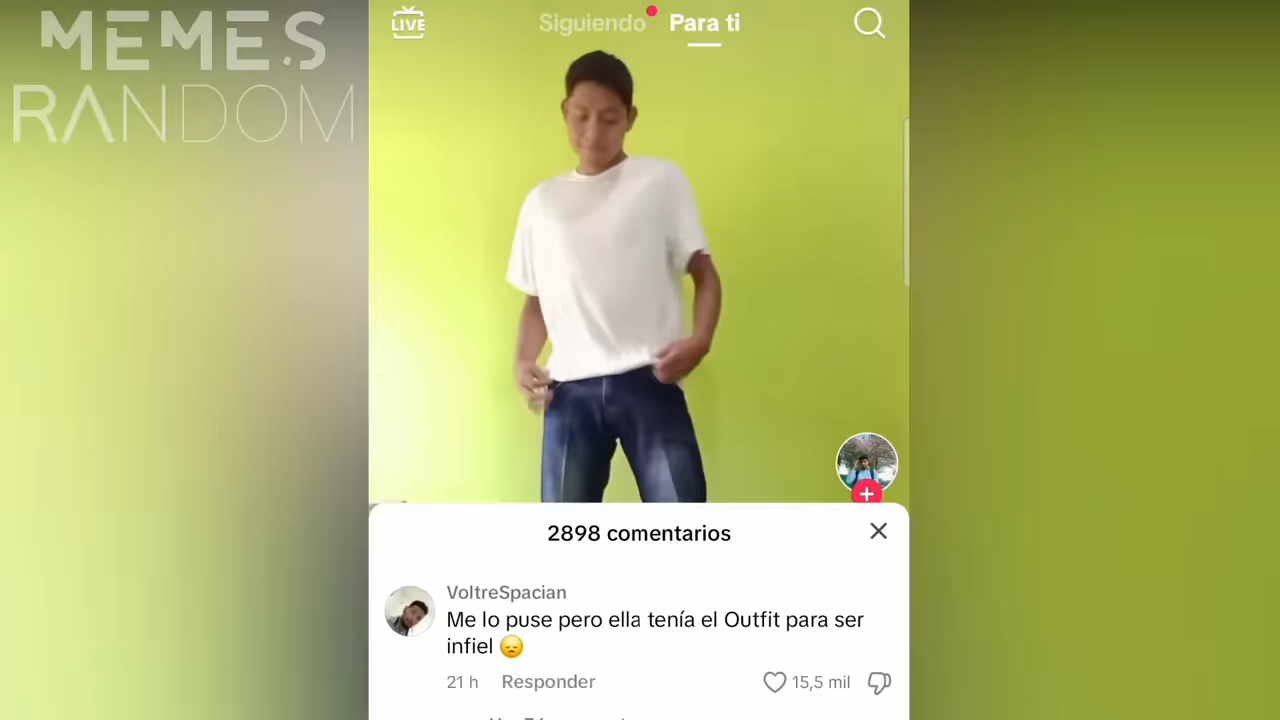 MEMES
RANDOM
LIVE
Siguiendo
Para ti
2898 comentarios
VoltreSpacian
Me lo puse pero ella tenía el Outfit para ser
infiel 😞
21 h Responder 15,5 mil